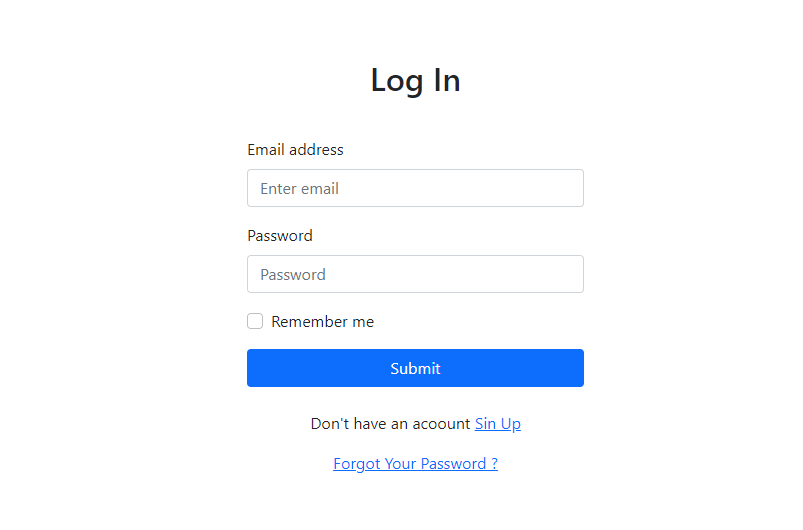 Log In
Email address
Enter email
Password
Password
Remember me
Submit
Don't have an acoount Sin Up
Forgot Your Password ?